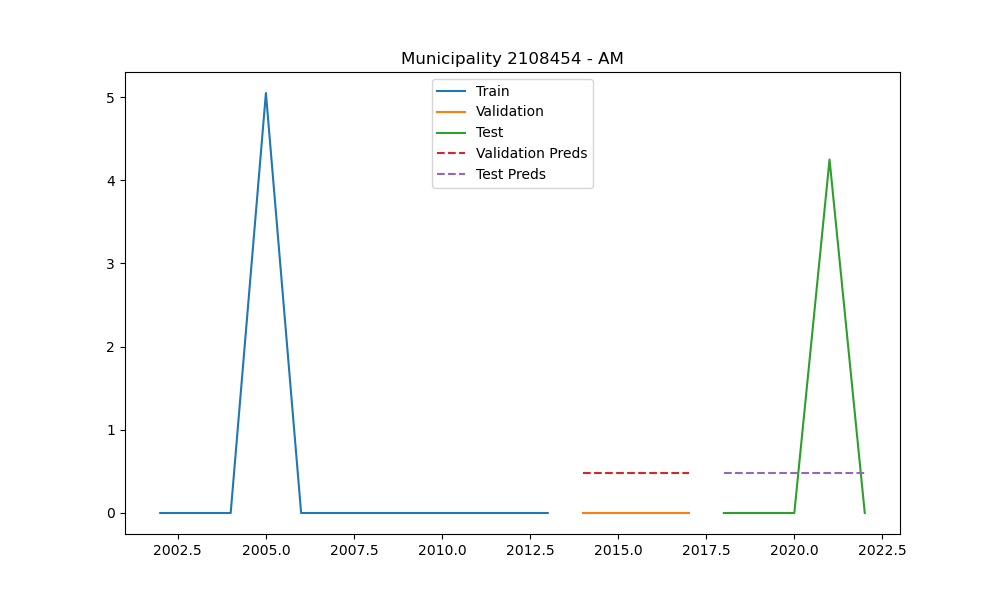 Municipality 2108454 - AM
Train
Validation
Test
Validation Preds
Test Preds
5
4
3
2
1
0
2002.5 2005.0 2007.5 2010.0 2012.5 2015.0 2017.5 2020.0 2022.5